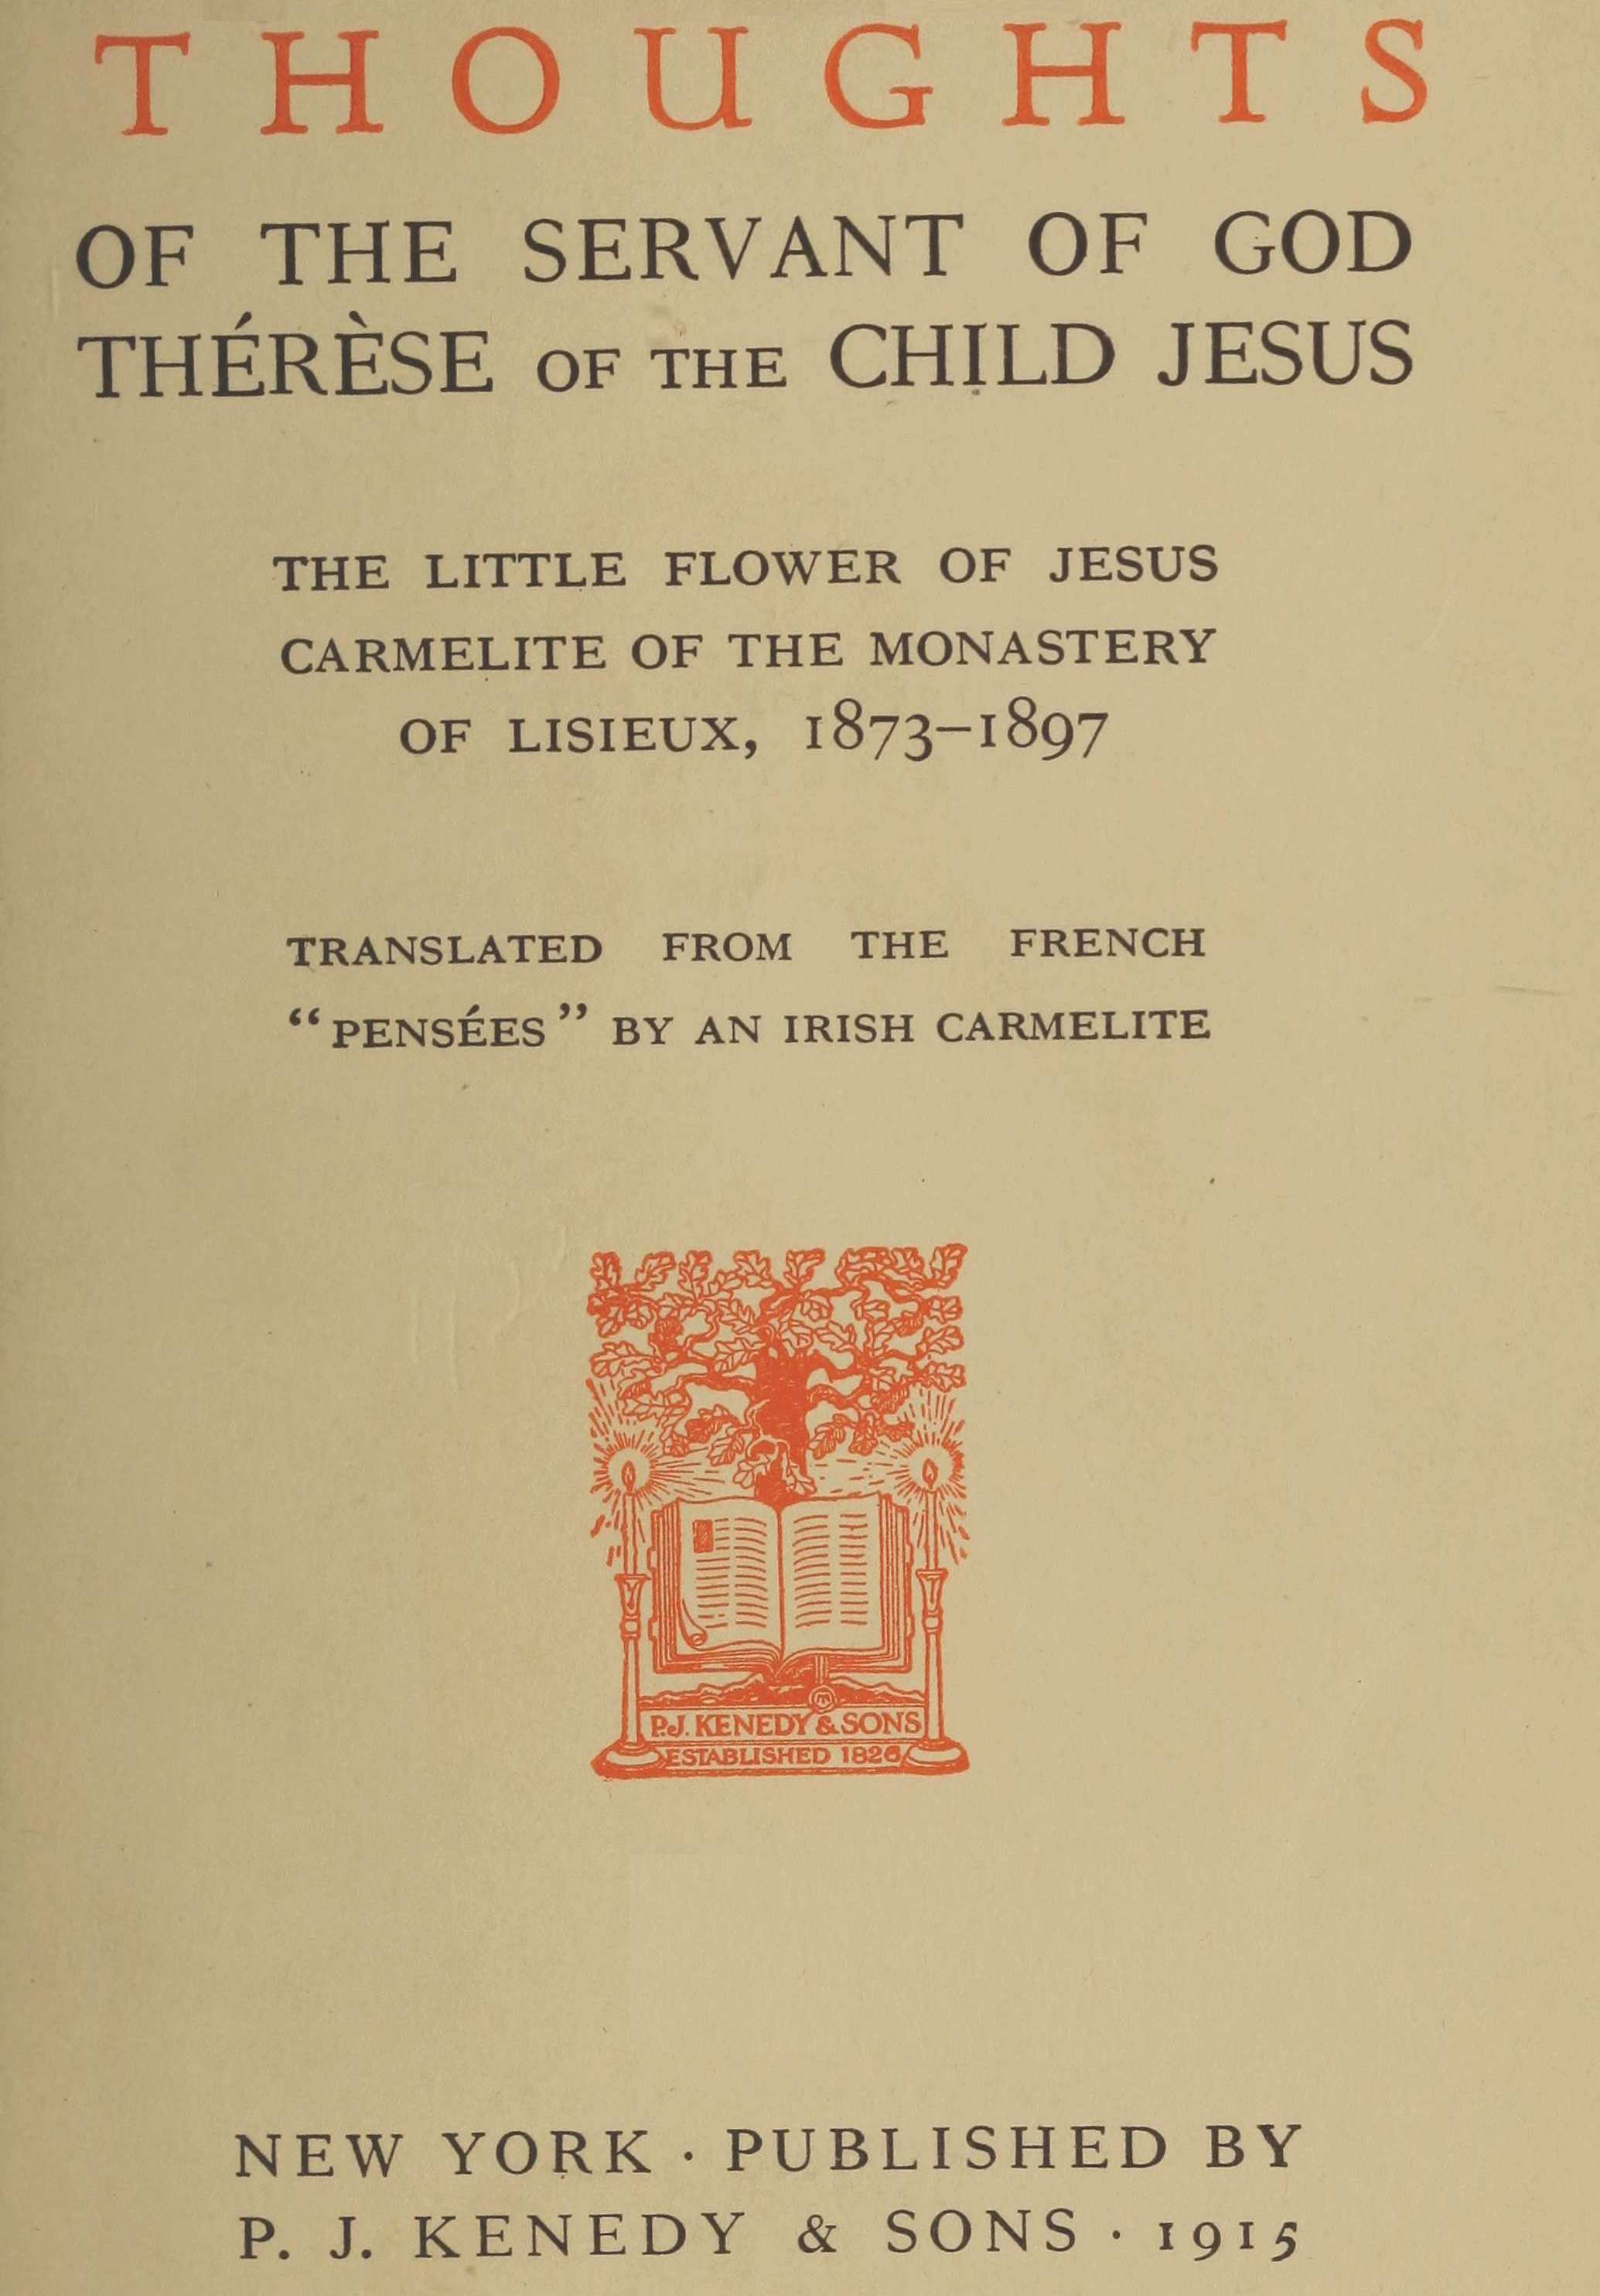 THOUGHTS
OF THE SERVANT OF GOD
THÉRÈSE OF THE CHILD JESUS
THE LITTLE FLOWER OF JESUS
CARMELITE OF THE MONASTERY
OF LISIEUX, 1873–1897
TRANSLATED FROM THE FRENCH
“PENSÉES” BY AN IRISH CARMELITE
P.J. KENEDY & SONS
ESTABLISHED 1826
NEW YORK · PUBLISHED BY
P. J. KENEDY & SONS · 1915